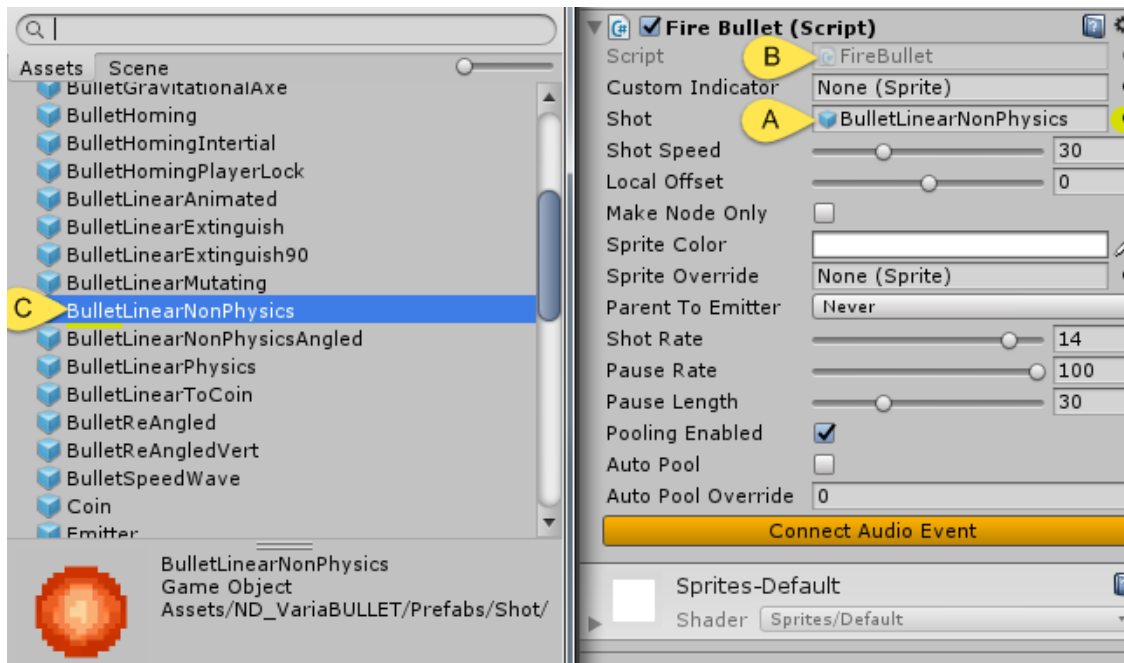 Assets Scene
BulletGravitationalAxe
BulletHoming
BulletHomingIntertial
BulletHomingPlayerLock
BulletLinearAnimated
BulletLinearExtinguish
BulletLinearExtinguish90
BulletLinearMutating
C BulletLinearNonPhysics
BulletLinearNonPhysicsAngled
BulletLinearPhysics
BulletLinearToCoin
BulletReAngled
BulletReAngledVert
BulletSpeedWave
Coin
Emitter
BulletLinearNonPhysics
Game Object
Assets/ND_VariaBULLET/Prefabs/Shot/
Fire Bullet (Script)
Script B FireBullet
Custom Indicator None (Sprite)
Shot A BulletLinearNonPhysics
Shot Speed 30
Local Offset 0
Make Node Only
Sprite Color
Sprite Override None (Sprite)
Parent To Emitter Never
Shot Rate 14
Pause Rate 100
Pause Length 30
Pooling Enabled
Auto Pool
Auto Pool Override 0
Connect Audio Event
Sprites-Default
Shader Sprites/Default